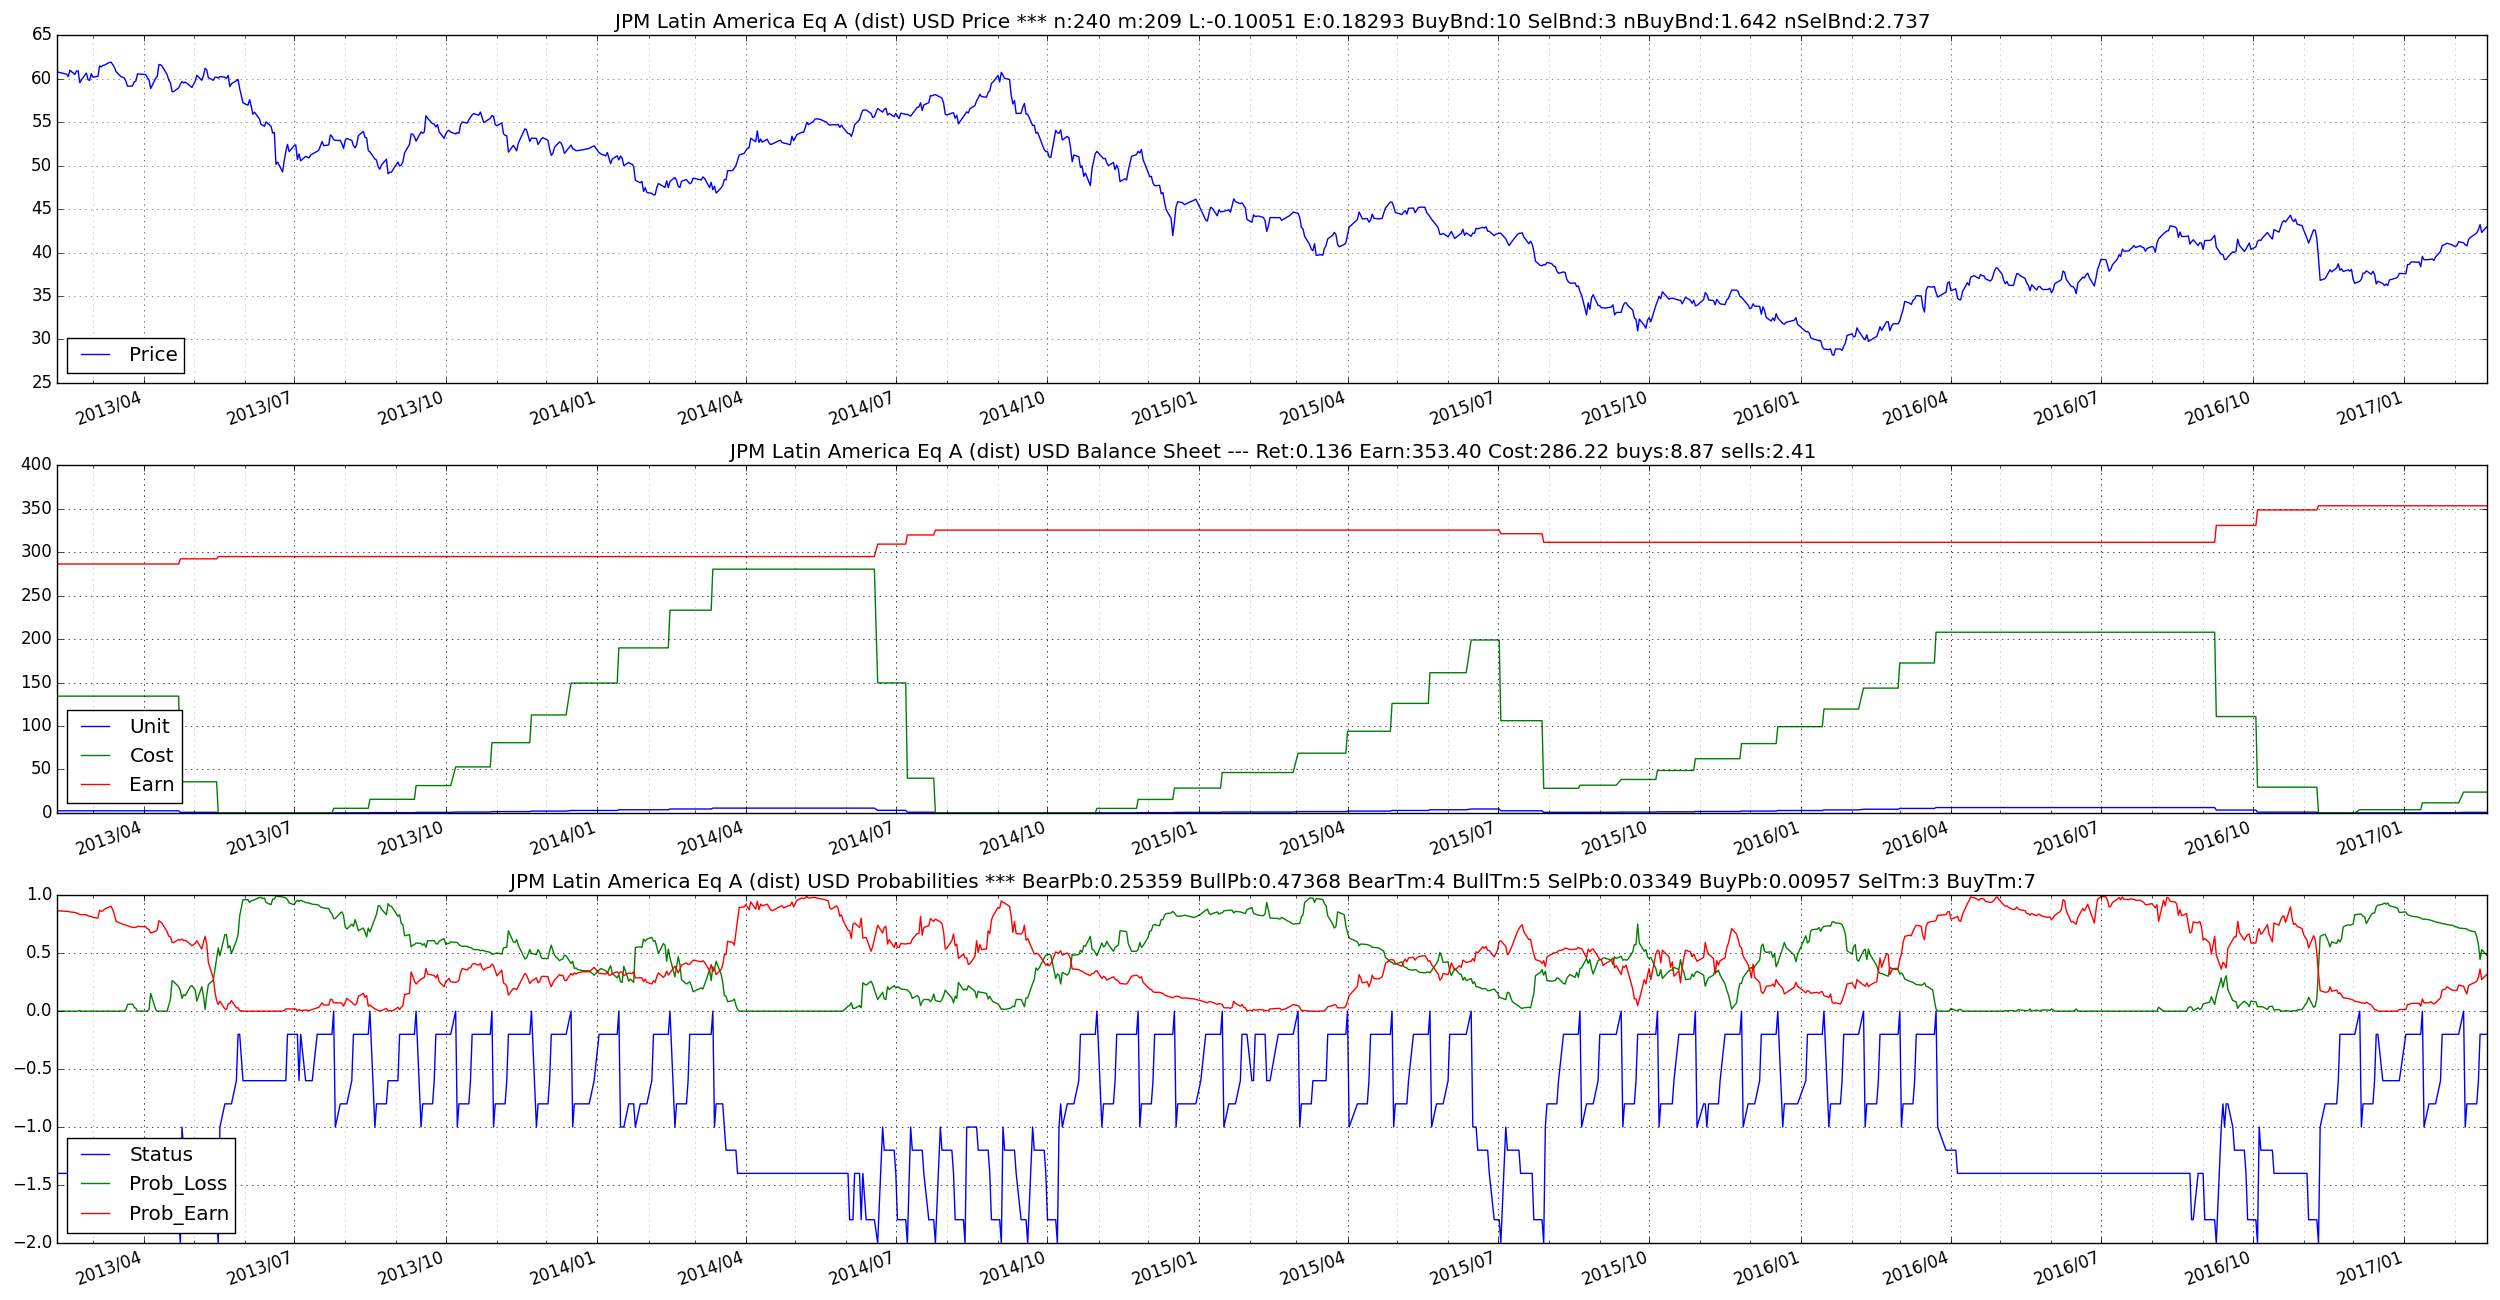 JPM Latin America Eq A (dist) USD Price *** n:240 m:209 L:-0.10051 E:0.18293 BuyBnd:10 SelBnd:3 nBuyBnd:1.642 nSelBnd:2.737
65
60
55
50
45
40
35
30
25
Price
2013/04 2013/07 2013/10 2014/01 2014/04 2014/07 2014/10 2015/01 2015/04 2015/07 2015/10 2016/01 2016/04 2016/07 2016/10 2017/01
JPM Latin America Eq A (dist) USD Balance Sheet --- Ret:0.136 Earn:353.40 Cost:286.22 buys:8.87 sells:2.41
400
350
300
250
200
150
100
50
0
Unit
Cost
Earn
2013/04 2013/07 2013/10 2014/01 2014/04 2014/07 2014/10 2015/01 2015/04 2015/07 2015/10 2016/01 2016/04 2016/07 2016/10 2017/01
JPM Latin America Eq A (dist) USD Probabilities *** BearPb:0.25359 BullPb:0.47368 BearTm:4 BullTm:5 SelPb:0.03349 BuyPb:0.00957 SelTm:3 BuyTm:7
1.0
0.5
0.0
−0.5
−1.0
−1.5
−2.0
Status
Prob_Loss
Prob_Earn
2013/04 2013/07 2013/10 2014/01 2014/04 2014/07 2014/10 2015/01 2015/04 2015/07 2015/10 2016/01 2016/04 2016/07 2016/10 2017/01